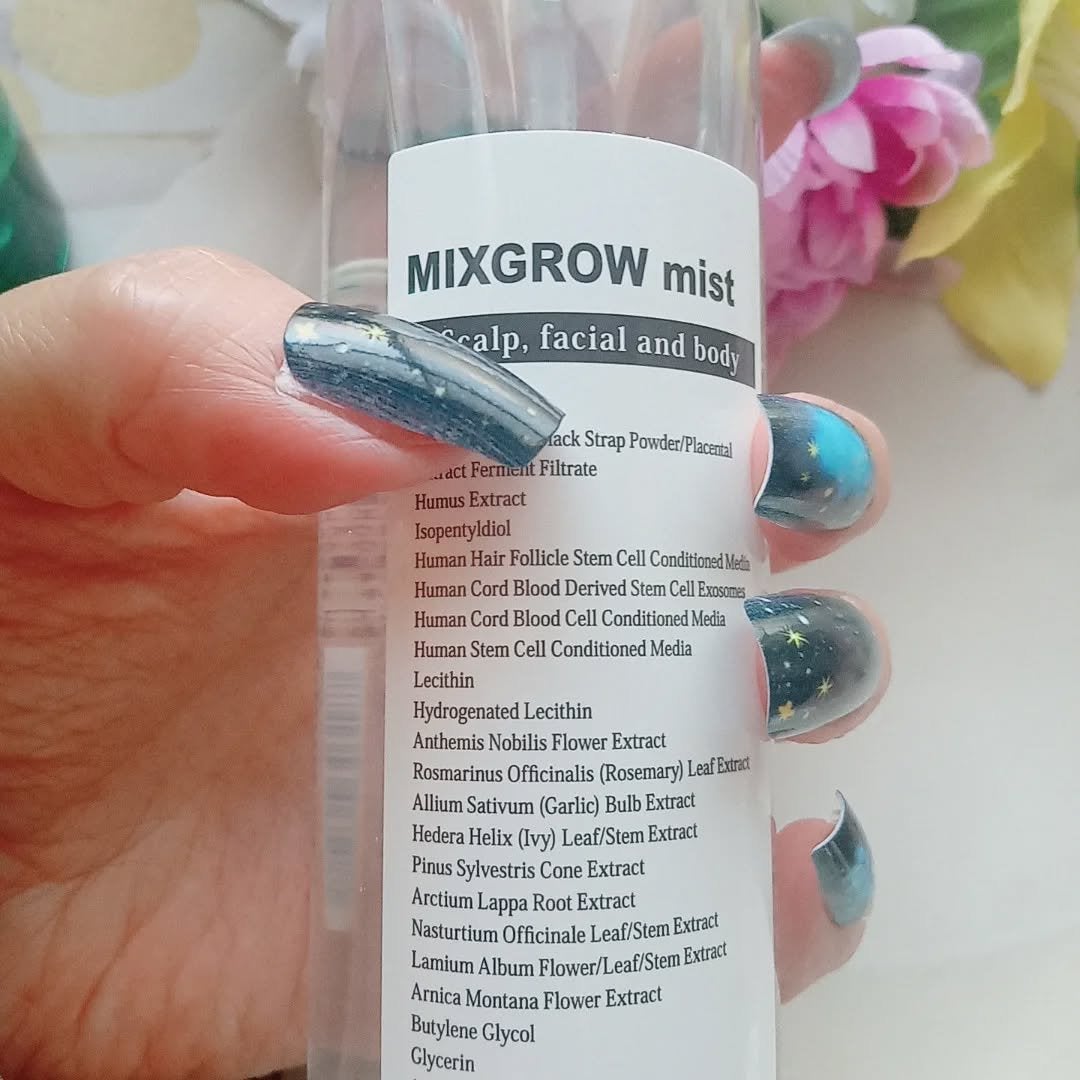 MIXGROW mist
Scalp, facial and body
Strap Powder/Placental
Ferment Filtrate
Humus Extract
Isopentyldiol
Human Hair Follicle Stem Cell Conditioned Media
Human Cord Blood Derived Stem Cell Exosomes
Human Cord Blood Cell Conditioned Media
Human Stem Cell Conditioned Media
Lecithin
Hydrogenated Lecithin
Anthemis Nobilis Flower Extract
Rosmarinus Officinalis (Rosemary) Leaf Extract
Allium Sativum (Garlic) Bulb Extract
Hedera Helix (Ivy) Leaf/Stem Extract
Pinus Sylvestris Cone Extract
Arctium Lappa Root Extract
Nasturtium Officinale Leaf/Stem Extract
Lamium Album Flower/Leaf/Stem Extract
Arnica Montana Flower Extract
Butylene Glycol
Glycerin